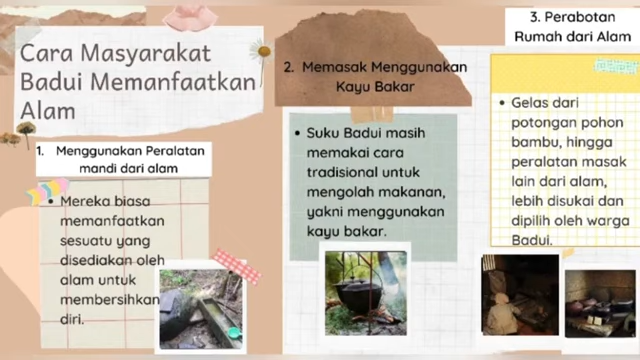 Cara Masyarakat
Badui Memanfaatkan
Alam
1. Menggunakan Peralatan
mandi dari alam
Mereka biasa
memanfaatkan
sesuatu yang
disediakan oleh
alam untuk
membersihkan
diri.
2. Memasak Menggunakan
Kayu Bakar
Suku Badui masih
memakai cara
tradisional untuk
mengolah makanan,
yakni menggunakan
kayu bakar.
3. Perabotan
Rumah dari Alam
Gelas dari
potongan pohon
bambu, hingga
peralatan masak
lain dari alam,
lebih disukai dan
dipilih oleh warga
Badui.